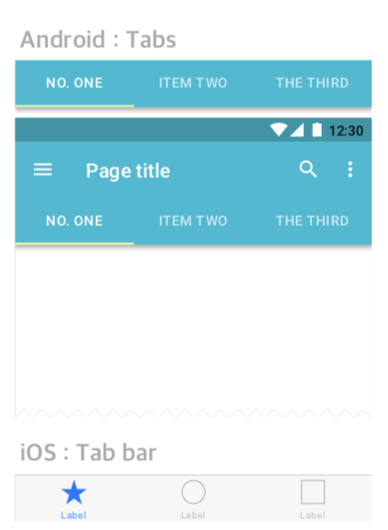 Android : Tabs
NO. ONE ITEM TWO THE THIRD
12:30
Page title
NO. ONE ITEM TWO THE THIRD
iOS : Tab bar
Label Label Label